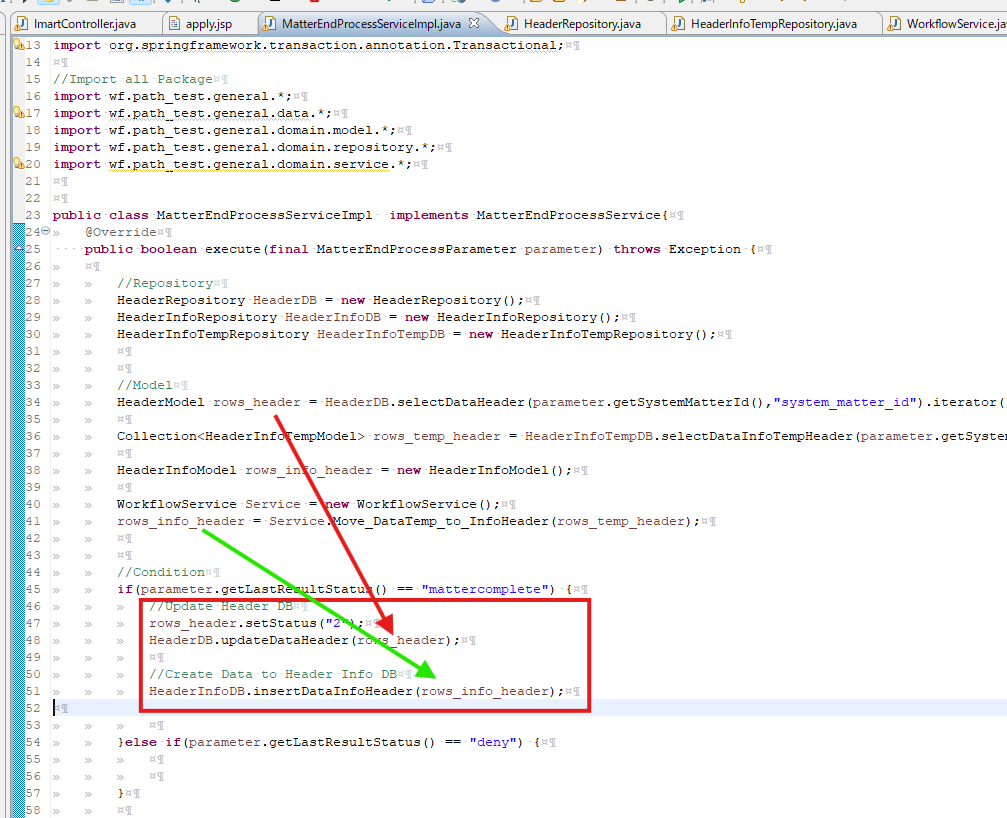 ImartController.java
apply.jsp
MatterEndProcessServiceImpl.java
HeaderRepository.java
HeaderInfoTempRepository.java
WorkflowService.ja
13 import org.springframework.transaction.annotation.Transactional;
14
15 //Import all Package
16 import wf.path_test.general.*;
17 import wf.path_test.general.data.*;
18 import wf.path_test.general.domain.model.*;
19 import wf.path_test.general.domain.repository.*;
20 import wf.path_test.general.domain.service.*;
21
22
23 public class MatterEndProcessServiceImpl  implements MatterEndProcessService{
24 @Override
25 public boolean execute(final MatterEndProcessParameter parameter) throws Exception {
26
27 //Repository
28 HeaderRepository HeaderDB = new HeaderRepository();
29 HeaderInfoRepository HeaderInfoDB = new HeaderInfoRepository();
30 HeaderInfoTempRepository HeaderInfoTempDB = new HeaderInfoTempRepository();
31
32
33 //Model
34 HeaderModel rows_header = HeaderDB.selectDataHeader(parameter.getSystemMatterId(),"system_matter_id").iterator(
35
36 Collection<HeaderInfoTempModel> rows_temp_header = HeaderInfoTempDB.selectDataInfoTempHeader(parameter.getSystem
37
38 HeaderInfoModel rows_info_header = new HeaderInfoModel();
39
40 WorkflowService Service = new WorkflowService();
41 rows_info_header = Service.Move_DataTemp_to_InfoHeader(rows_temp_header);
42
43
44 //Condition
45 if(parameter.getLastResultStatus() == "mattercomplete") {
46 //Update Header DB
47 rows_header.setStatus("2");
48 HeaderDB.updateDataHeader(rows_header);
49
50 //Create Data to Header Info DB
51 HeaderInfoDB.insertDataInfoHeader(rows_info_header);
52
53
54 }else if(parameter.getLastResultStatus() == "deny") {
55
56
57 }
58